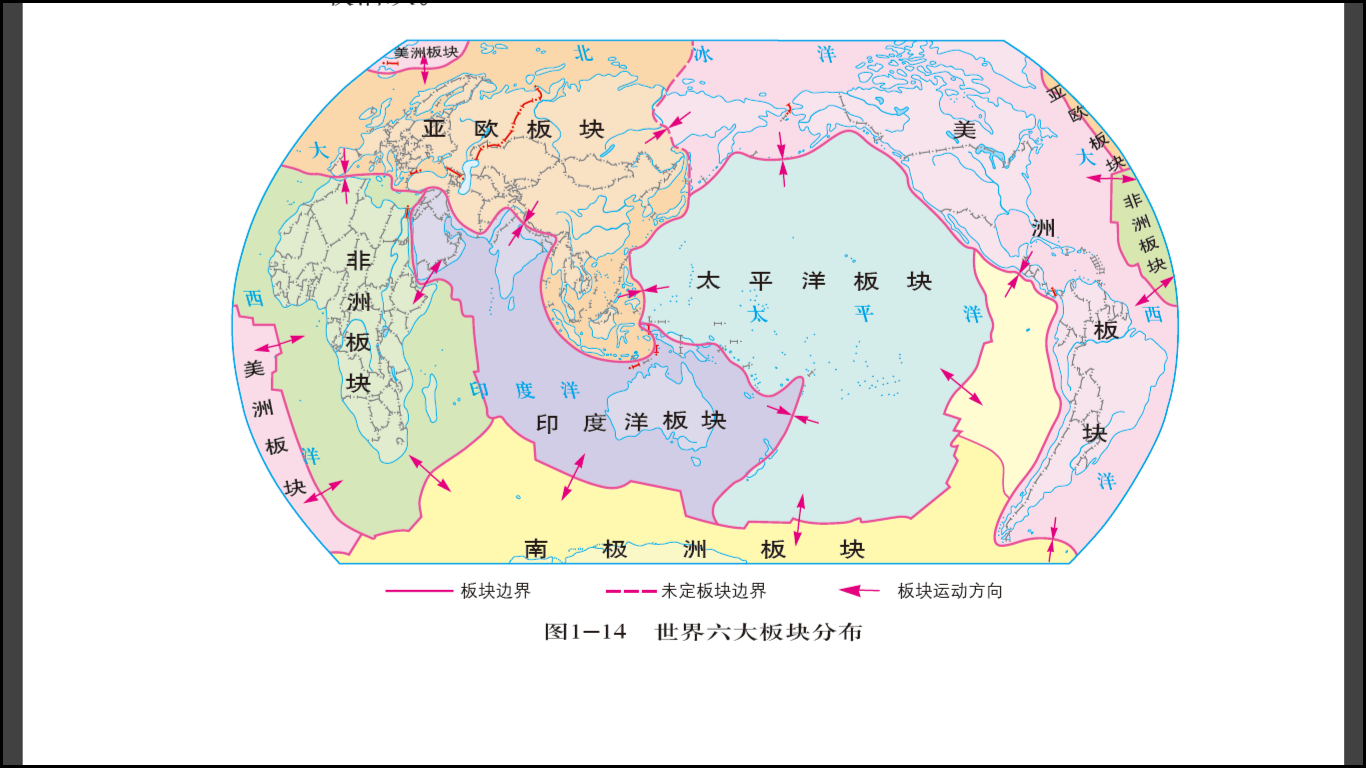 美洲板块
北冰洋
亚欧板块
美洲板块
亚欧板块
大西洋
大西洋
非洲板块
非洲板块
太平洋板块
太平洋
美洲板块
印度洋
印度洋板块
南极洲板块
板块边界 未定板块边界 板块运动方向
图1-14 世界六大板块分布